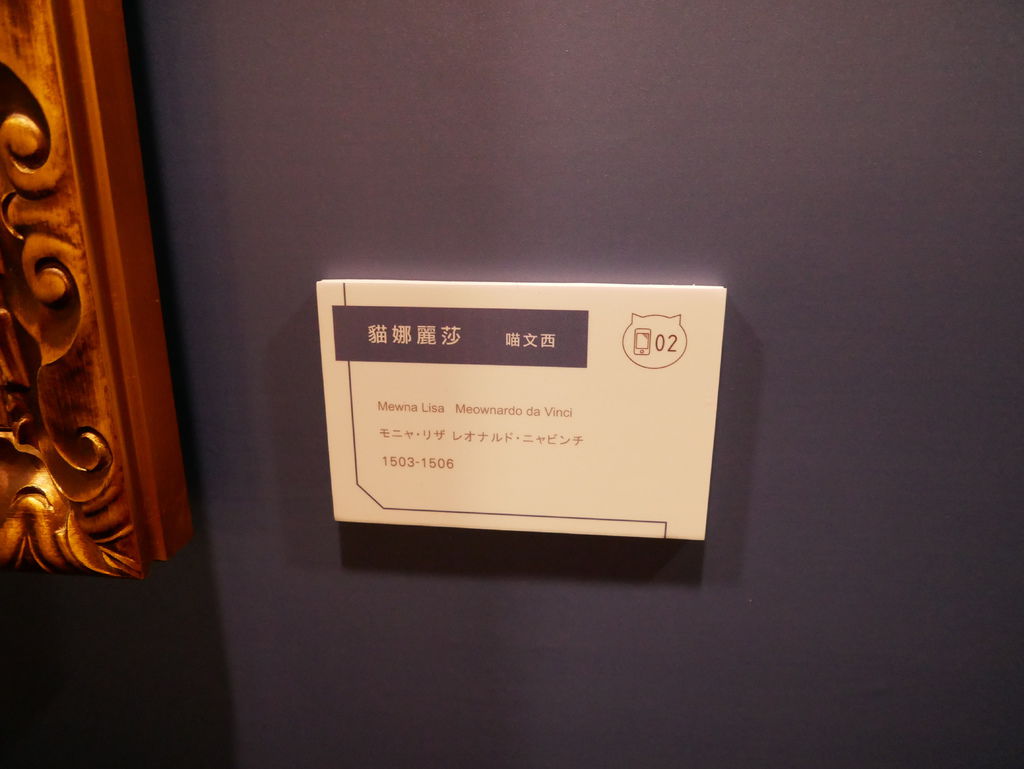 貓娜麗莎 喵文西
02
Mewna Lisa Meownardo da Vinci
モニャ・リザ レオナルド・ニャビンチ
1503-1506